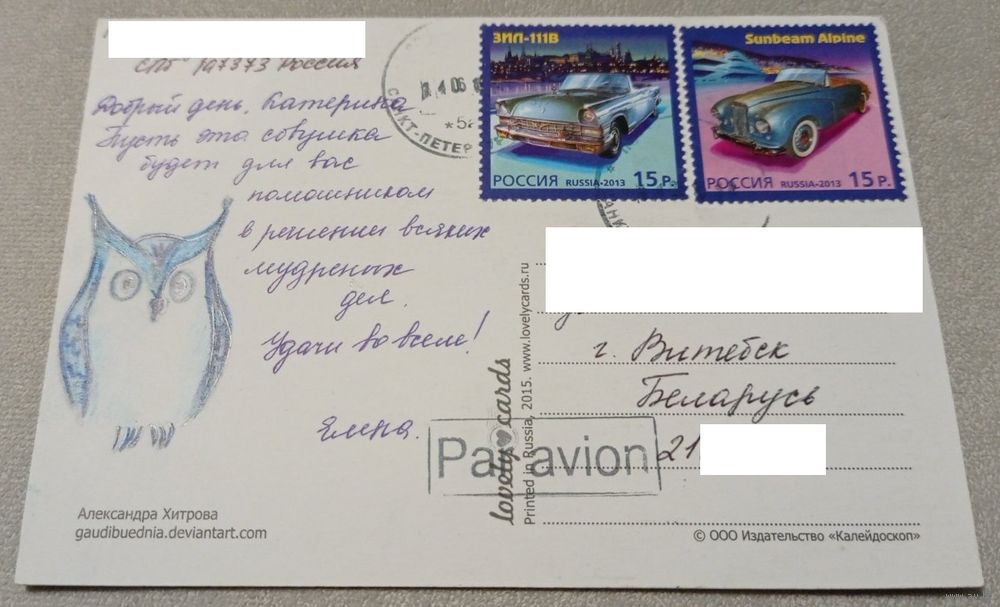 СПб 197373 Россия
Добрый день, Катерина.
Пусть эта совушка
будет для вас
помошником
в решении всяких
мудреных
дел.
Удачи во всем!
Елена.
Александра Хитрова
gaudibuednia.deviantart.com
САНКТ-ПЕТЕР
ЗИЛ-111В
РОССИЯ RUSSIA-2013 15 Р.
Sunbeam Alpine
РОССИЯ RUSSIA-2013 15 Р.
г. Витебск
Беларусь
21
Par avion
lovely cards
Printed in Russia, 2015. www.lovelycards.ru
© ООО Издательство «Калейдоскоп»